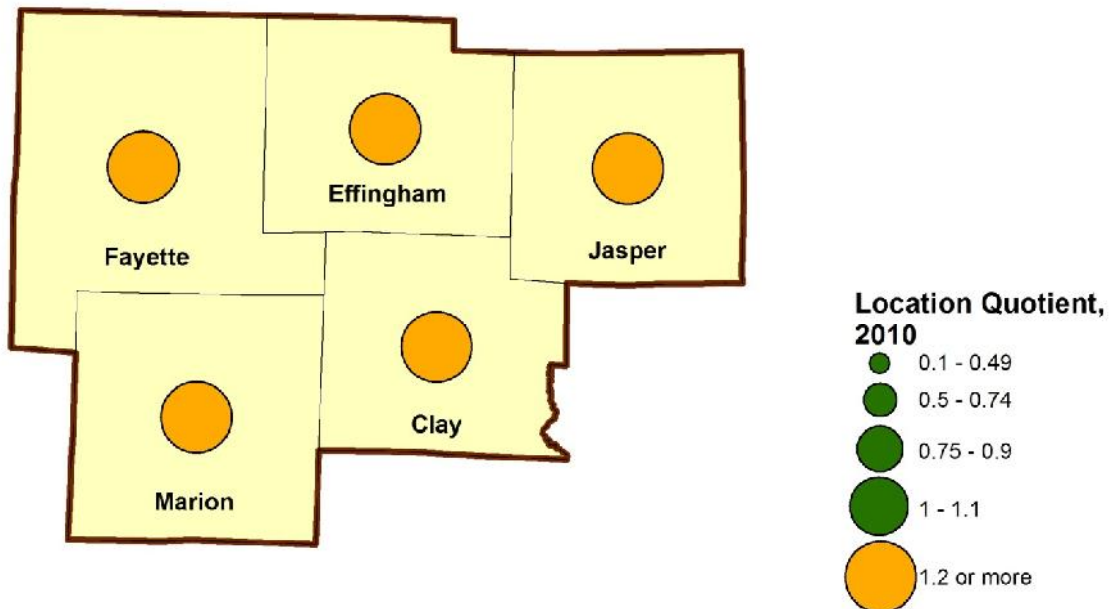 Effingham
Jasper
Fayette
Clay
Marion
Location Quotient,
2010
0.1 - 0.49
0.5 - 0.74
0.75 - 0.9
1 - 1.1
1.2 or more